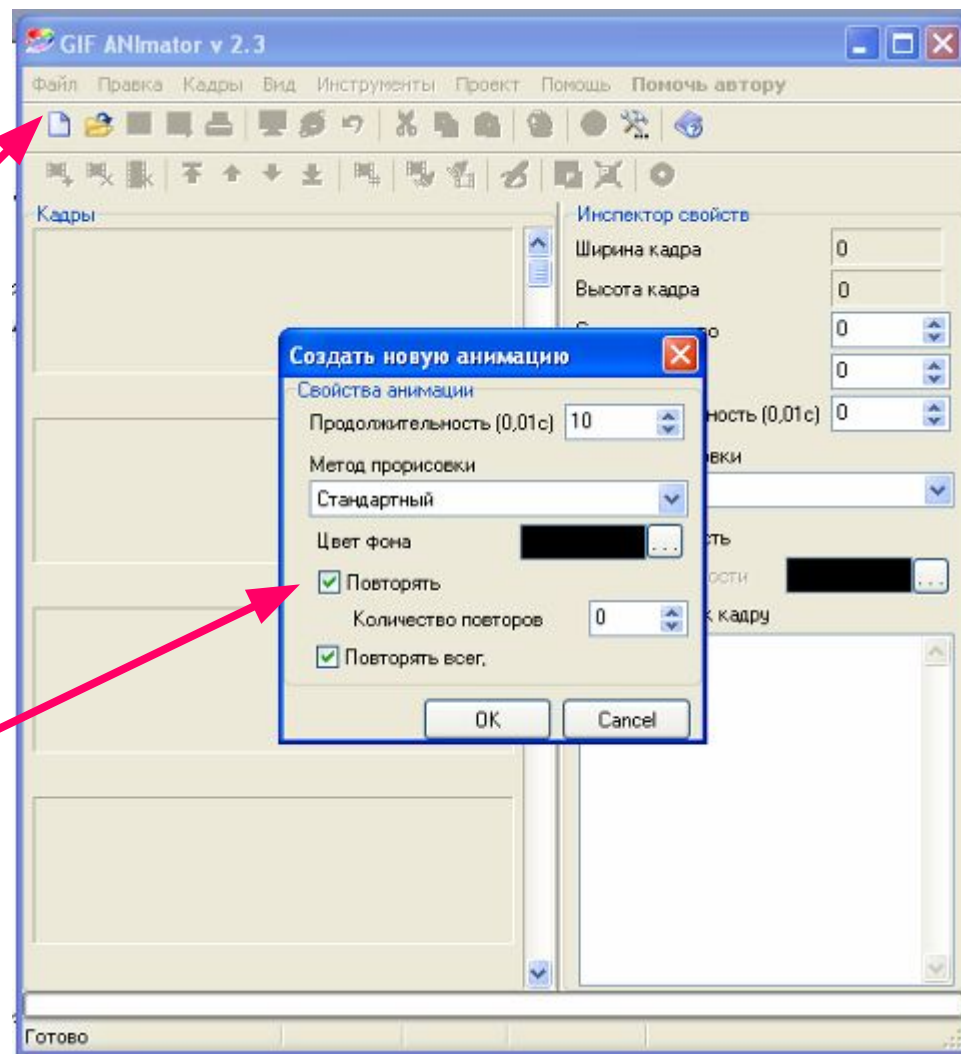 GIF ANImator v 2.3
Файл Правка Кадры Вид Инструменты Проект Помощь Помочь автору
Кадры
Инспектор свойств
Ширина кадра 0
Высота кадра 0
0
0
(0,01с) 0
Создать новую анимацию
Свойства анимации
Продолжительность (0,01с) 10
Метод прорисовки
Стандартный
Цвет фона ...
Повторять
Количество повторов 0
Повторять всег,
OK Cancel
...
кадру
Готово